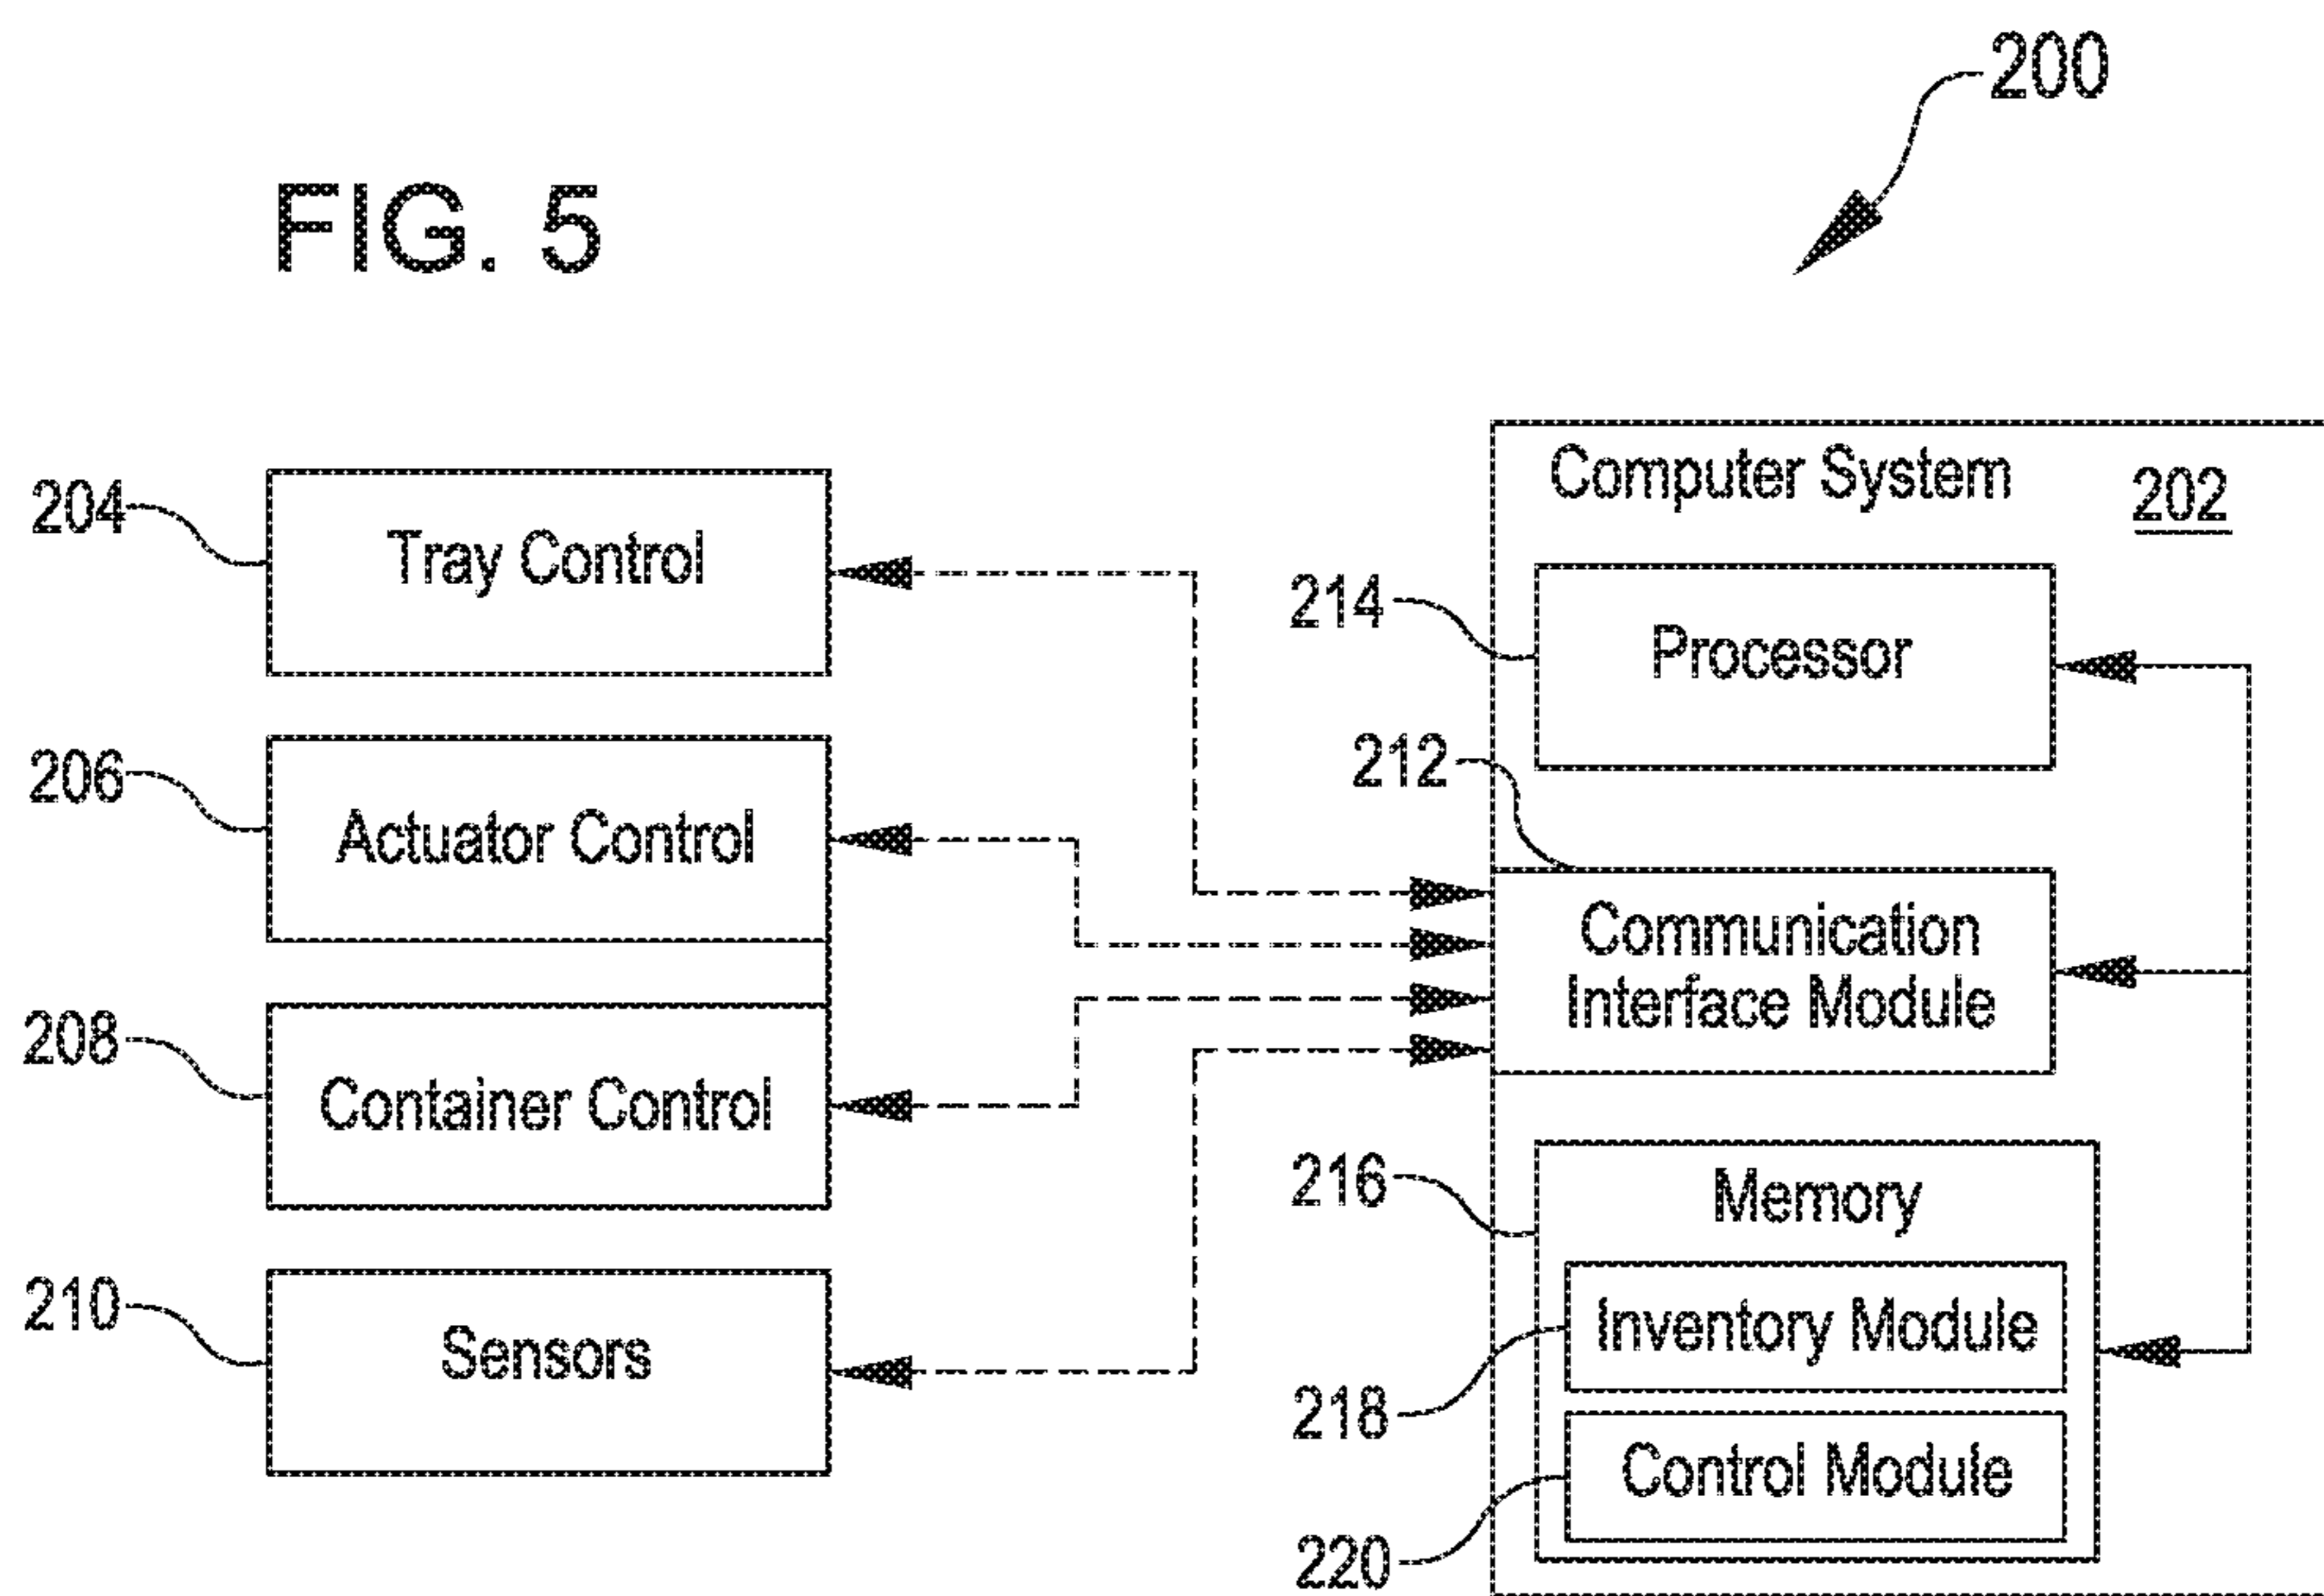 200
FIG. 5
Computer System
202
204
Tray Control
214
Processor
206
Actuator Control
212
Communication
Interface Module
208
Container Control
216
Memory
210
Sensors
Inventory Module
218
Control Module
220